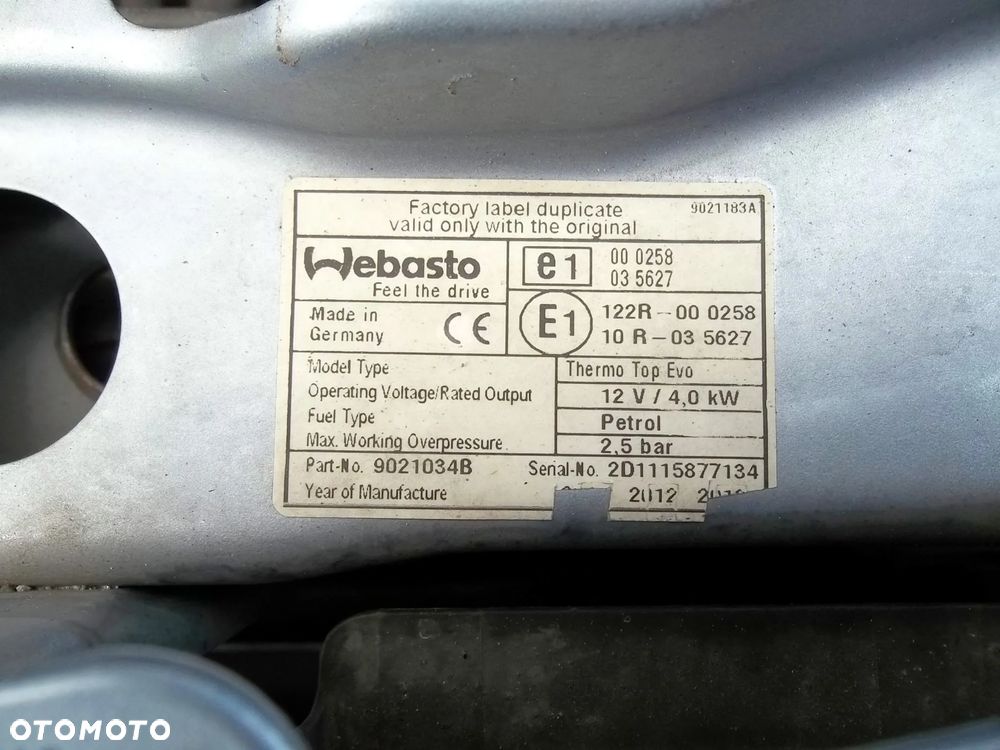 Factory label duplicate
valid only with the original
9021183A
Webasto
Feel the drive
e1
00 0258
03 5627
Made in
Germany
CE
E1
122R - 00 0258
10 R - 03 5627
Model Type
Thermo Top Evo
Operating Voltage/Rated Output
12 V / 4,0 kW
Fuel Type
Petrol
Max. Working Overpressure
2,5 bar
Part-No. 9021034B
Serial-No. 2D1115877134
Year of Manufacture
2012
OTOMOTO